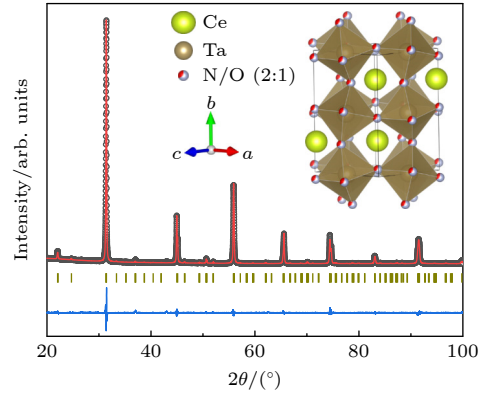 Ce
Ta
N/O (2:1)
b
c
a
Intensity/arb. units
20 40 60 80 100
2θ/(°)